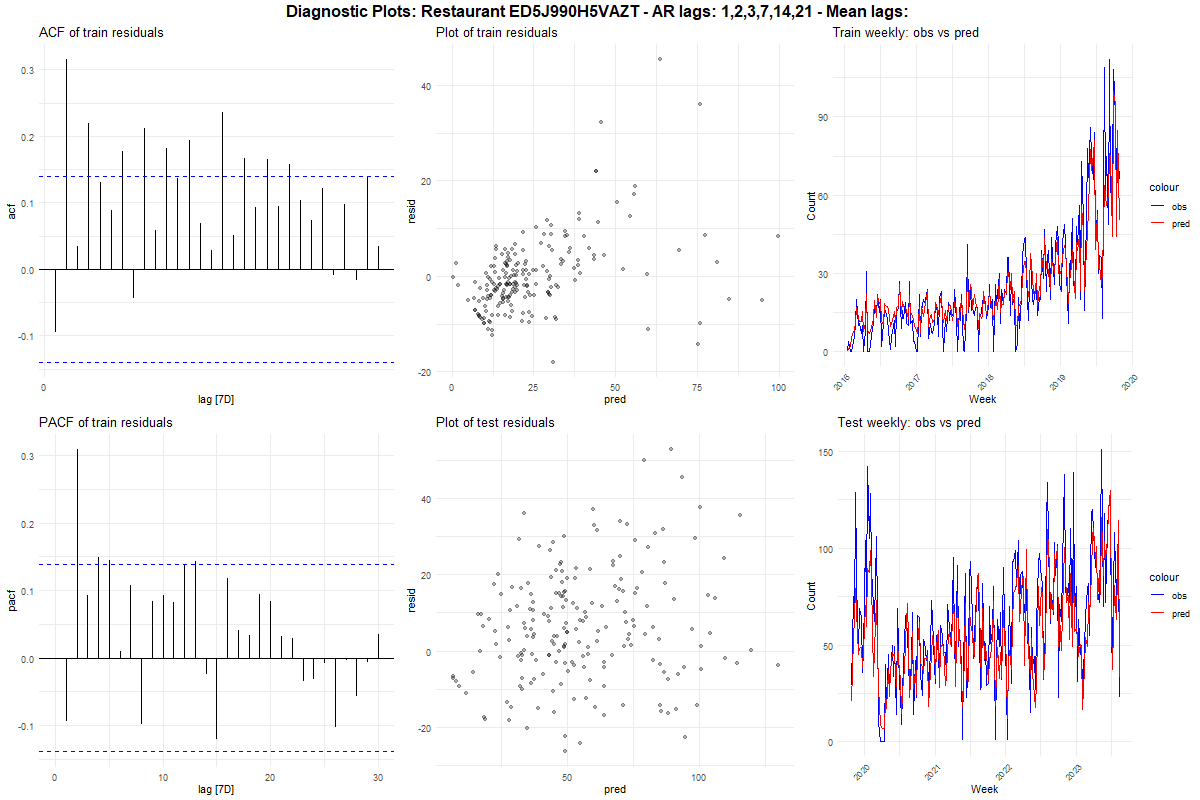 Diagnostic Plots: Restaurant ED5J990H5VAZT - AR lags: 1,2,3,7,14,21 - Mean lags:
ACF of train residuals
acf
0.3
0.2
0.1
0.0
-0.1
0
lag [7D]
Plot of train residuals
resid
40
20
0
-20
0
25
50
75
100
pred
Train weekly: obs vs pred
Count
90
60
30
0
2016
2017
2018
2019
2020
Week
colour
obs
pred
PACF of train residuals
pacf
0.3
0.2
0.1
0.0
-0.1
0
10
20
30
lag [7D]
Plot of test residuals
resid
40
20
0
-20
50
100
pred
Test weekly: obs vs pred
Count
150
100
50
0
2020
2021
2022
2023
Week
colour
obs
pred